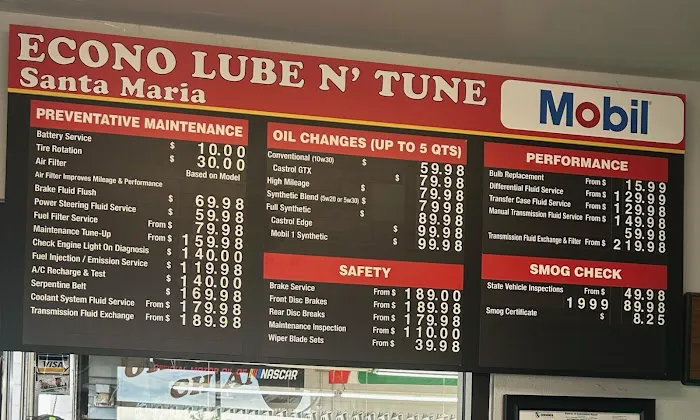 ECONO LUBE N' TUNE
Santa Maria
Mobil
PREVENTATIVE MAINTENANCE
Battery Service $ 10.00
Tire Rotation $ 30.00
Air Filter Based on Model
Air Filter Improves Mileage & Performance
Brake Fluid Flush $ 69.98
Power Steering Fluid Service $ 59.98
Fuel Filter Service From $ 79.98
Maintenance Tune-Up From $ 159.98
Check Engine Light On Diagnosis $ 140.00
Fuel Injection / Emission Service $ 119.98
A/C Recharge & Test $ 140.00
Serpentine Belt From $ 169.98
Coolant System Fluid Service From $ 179.98
Transmission Fluid Exchange From $ 189.98
OIL CHANGES (UP TO 5 QTS)
Conventional (10w30) $ 59.98
Castrol GTX 79.98
High Mileage $ 79.98
Synthetic Blend (5w20 or 5w30) $ 79.98
Full Synthetic 89.98
Castrol Edge $ 99.98
Mobil 1 Synthetic $ 99.98
SAFETY
Brake Service From $ 189.00
Front Disc Brakes From $ 179.98
Rear Disc Breaks From $ 189.98
Maintenance Inspection From $ 110.00
Wiper Blade Sets From $ 39.98
PERFORMANCE
Bulb Replacement From $ 15.99
Differential Fluid Service From $ 129.98
Transfer Case Fluid Service From $ 129.98
Manual Transmission Fluid Service From $ 149.98
59.98
Transmission Fluid Exchange & Filter From $ 219.98
SMOG CHECK
State Vehicle Inspections From $ 49.98
1999 89.98
Smog Certificate $ 8.25
VISA
NASCAR